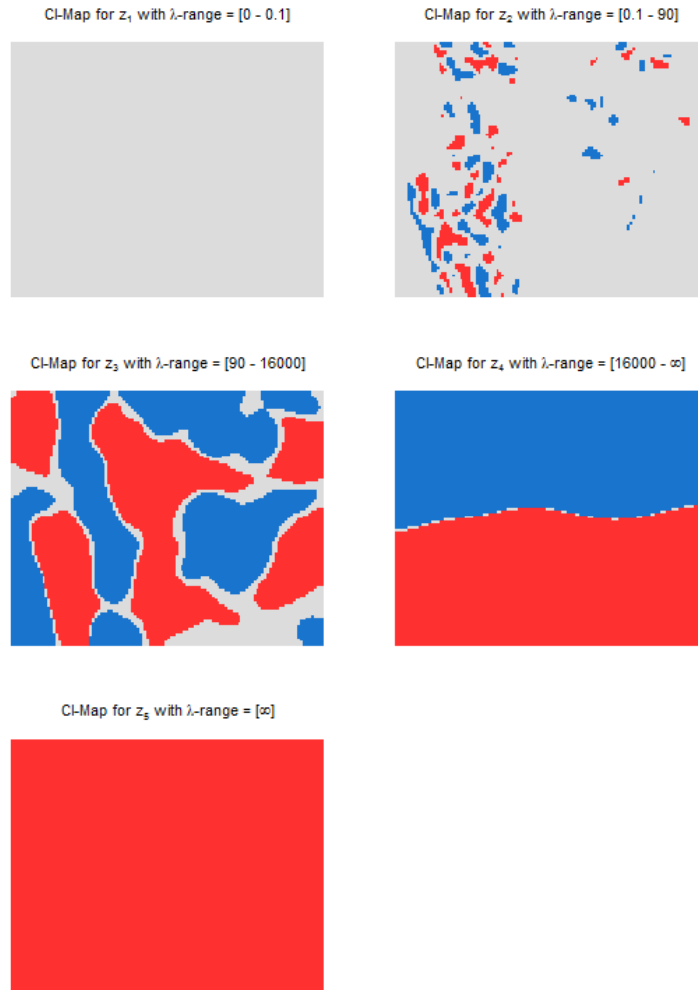 CI-Map for z₁ with λ-range = [0 - 0.1]
CI-Map for z₂ with λ-range = [0.1 - 90]
CI-Map for z₃ with λ-range = [90 - 16000]
CI-Map for z₄ with λ-range = [16000 - ∞]
CI-Map for z₅ with λ-range = [∞]